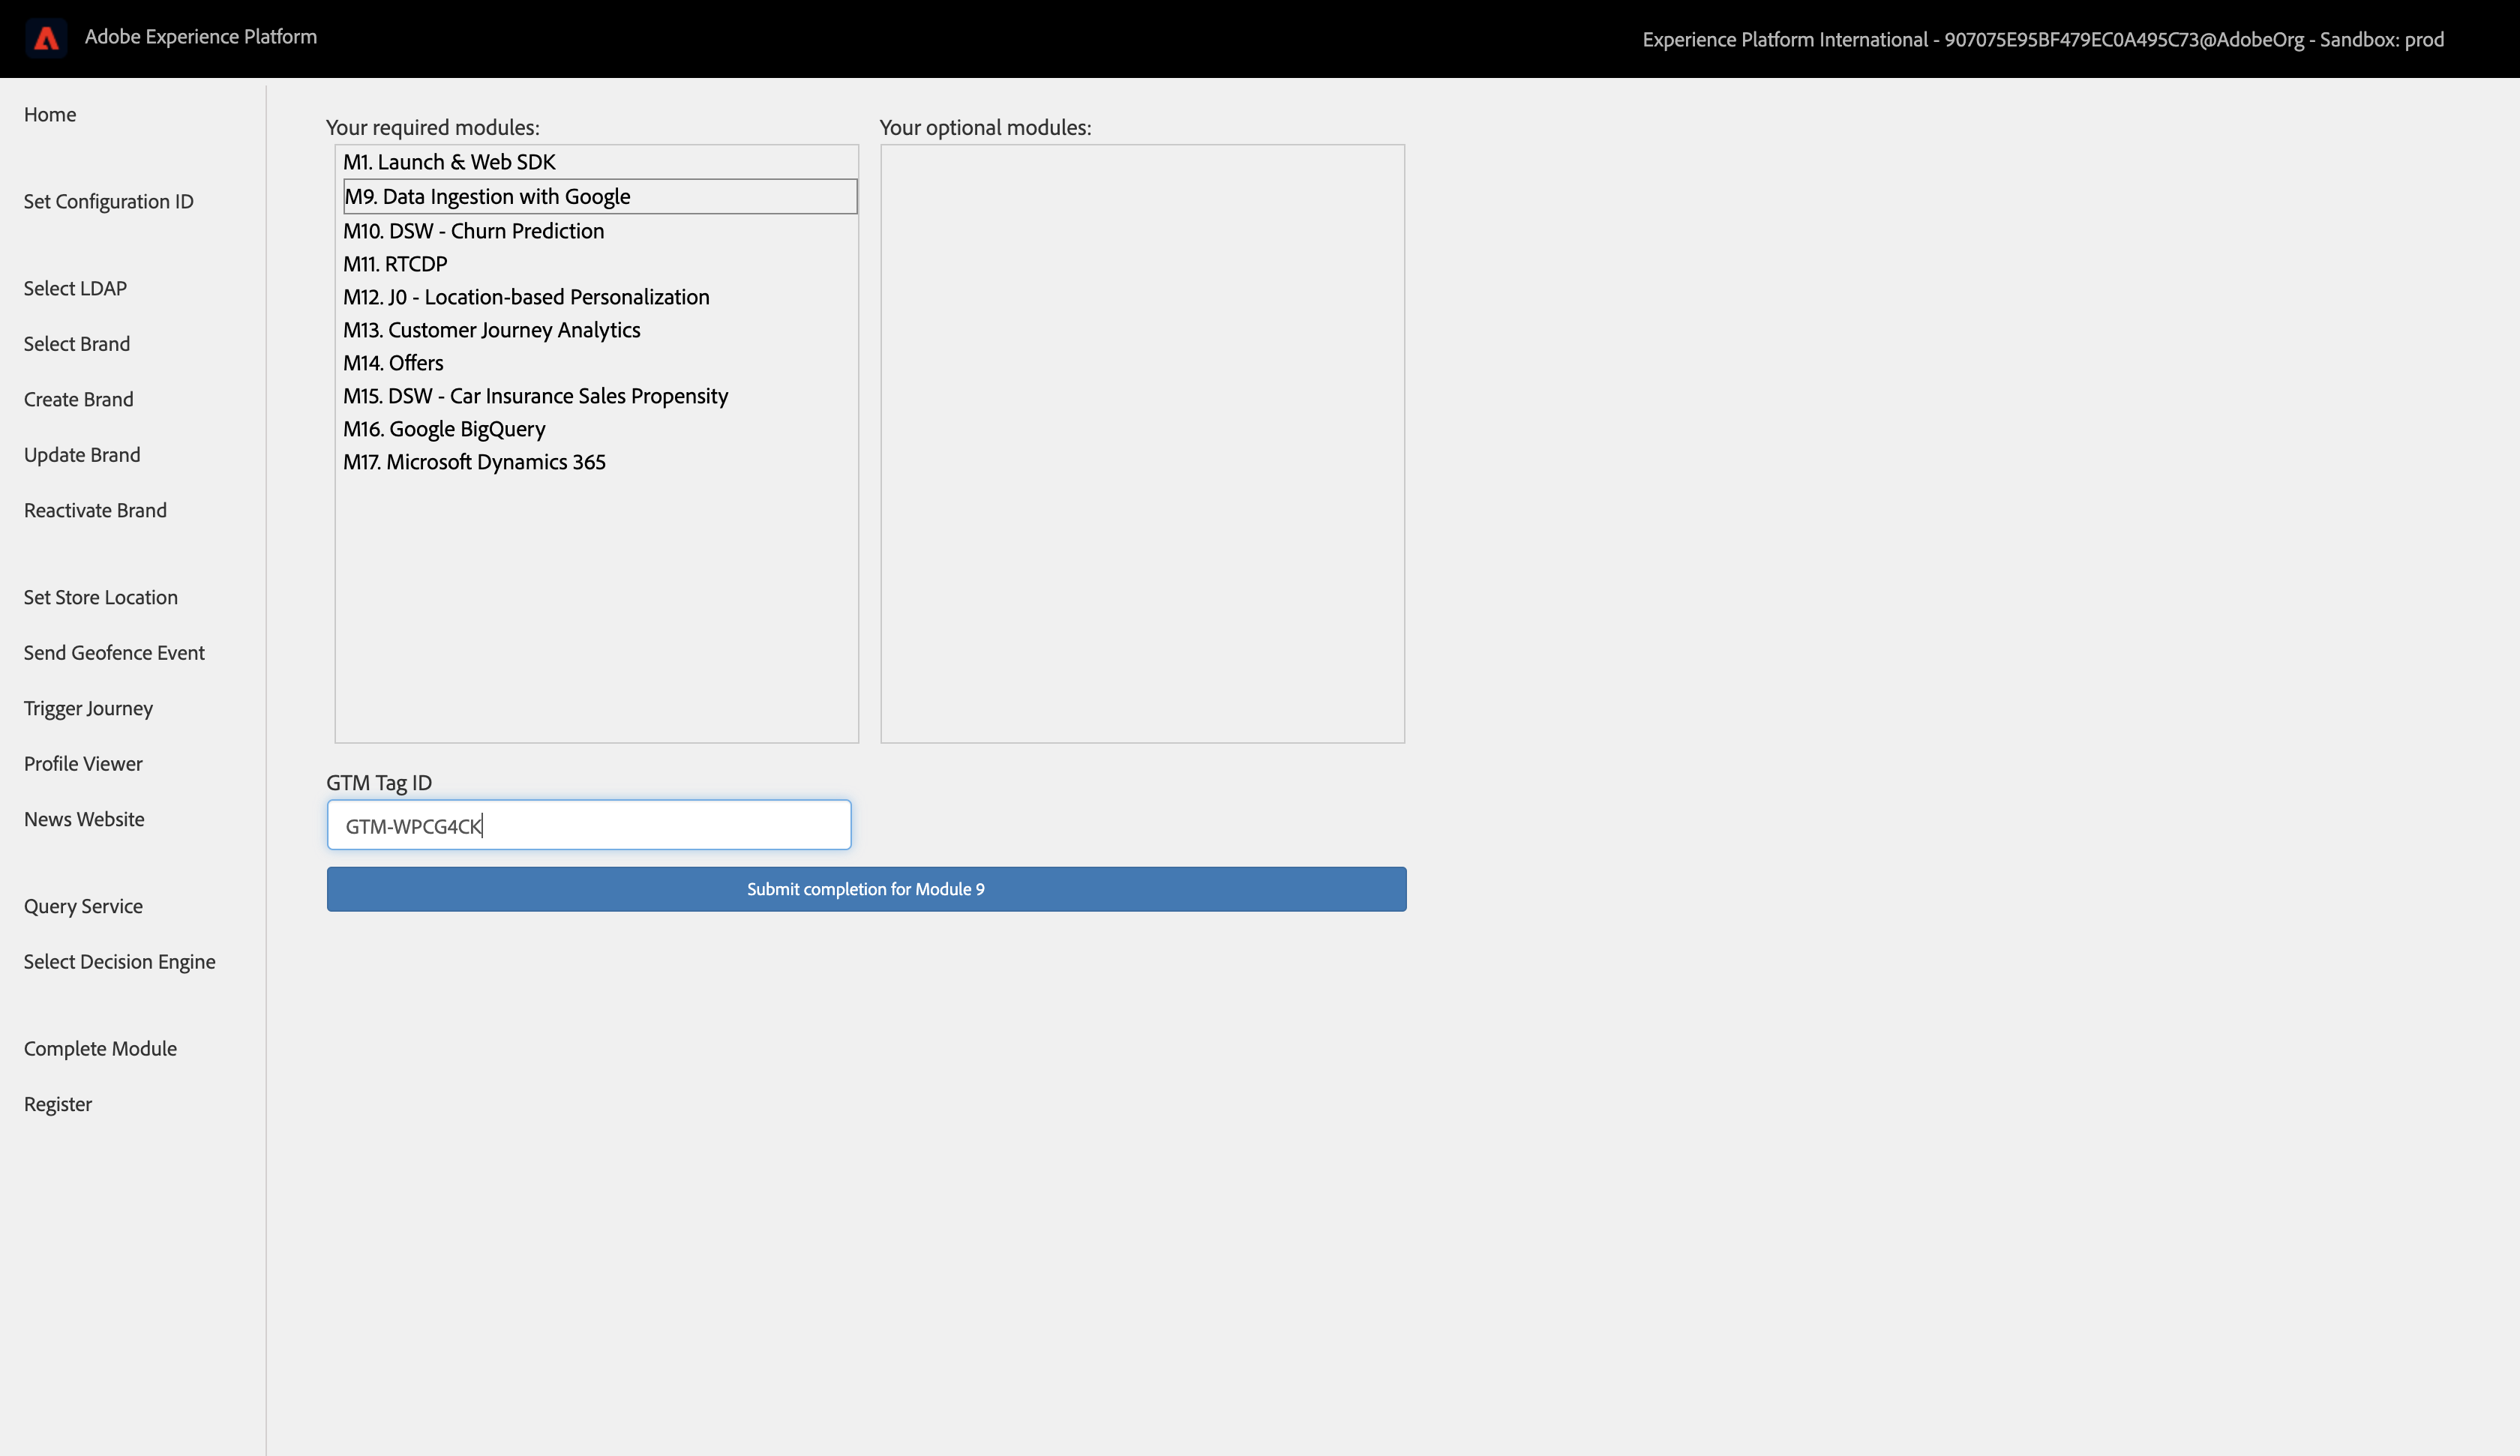 Adobe Experience Platform
Experience Platform International - 907075E95BF479EC0A495C73@AdobeOrg - Sandbox: prod
Home
Set Configuration ID
Select LDAP
Select Brand
Create Brand
Update Brand
Reactivate Brand
Set Store Location
Send Geofence Event
Trigger Journey
Profile Viewer
News Website
Query Service
Select Decision Engine
Complete Module
Register
Your required modules:
M1. Launch & Web SDK
M9. Data Ingestion with Google
M10. DSW - Churn Prediction
M11. RTCDP
M12. J0 - Location-based Personalization
M13. Customer Journey Analytics
M14. Offers
M15. DSW - Car Insurance Sales Propensity
M16. Google BigQuery
M17. Microsoft Dynamics 365
Your optional modules:
GTM Tag ID
GTM-WPCG4CK
Submit completion for Module 9